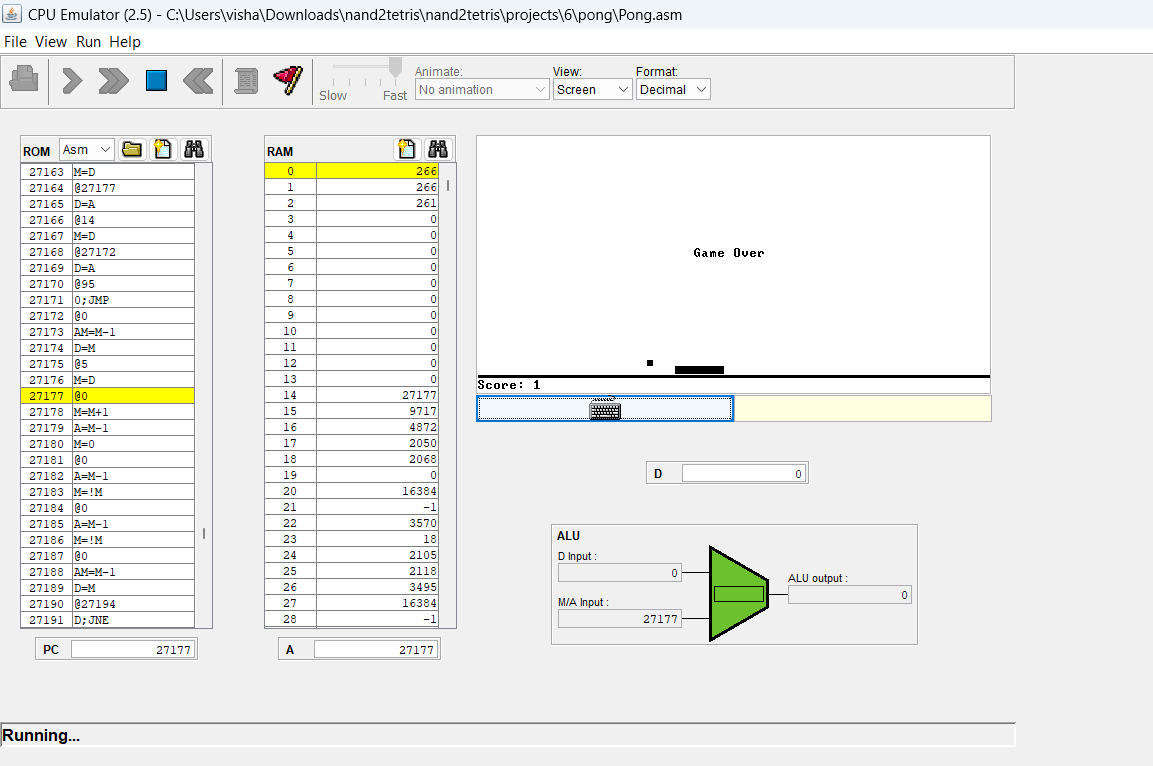 CPU Emulator (2.5) - C:\Users\visha\Downloads\nand2tetris\nand2tetris\projects\6\pong\Pong.asm
File View Run Help
Slow Fast
Animate:
No animation
View:
Screen
Format:
Decimal
ROM Asm
27163 M=D
27164 @27177
27165 D=A
27166 @14
27167 M=D
27168 @27172
27169 D=A
27170 @95
27171 0;JMP
27172 @0
27173 AM=M-1
27174 D=M
27175 @5
27176 M=D
27177 @0
27178 M=M+1
27179 A=M-1
27180 M=0
27181 @0
27182 A=M-1
27183 M=!M
27184 @0
27185 A=M-1
27186 M=!M
27187 @0
27188 AM=M-1
27189 D=M
27190 @27194
27191 D;JNE
PC 27177
RAM
0 266
1 266
2 261
3 0
4 0
5 0
6 0
7 0
8 0
9 0
10 0
11 0
12 0
13 0
14 27177
15 9717
16 4872
17 2050
18 2068
19 0
20 16384
21 -1
22 3570
23 18
24 2105
25 2118
26 3495
27 16384
28 -1
A 27177
Game Over
Score: 1
D 0
ALU
D Input :
0
M/A Input :
27177
ALU output :
0
Running...